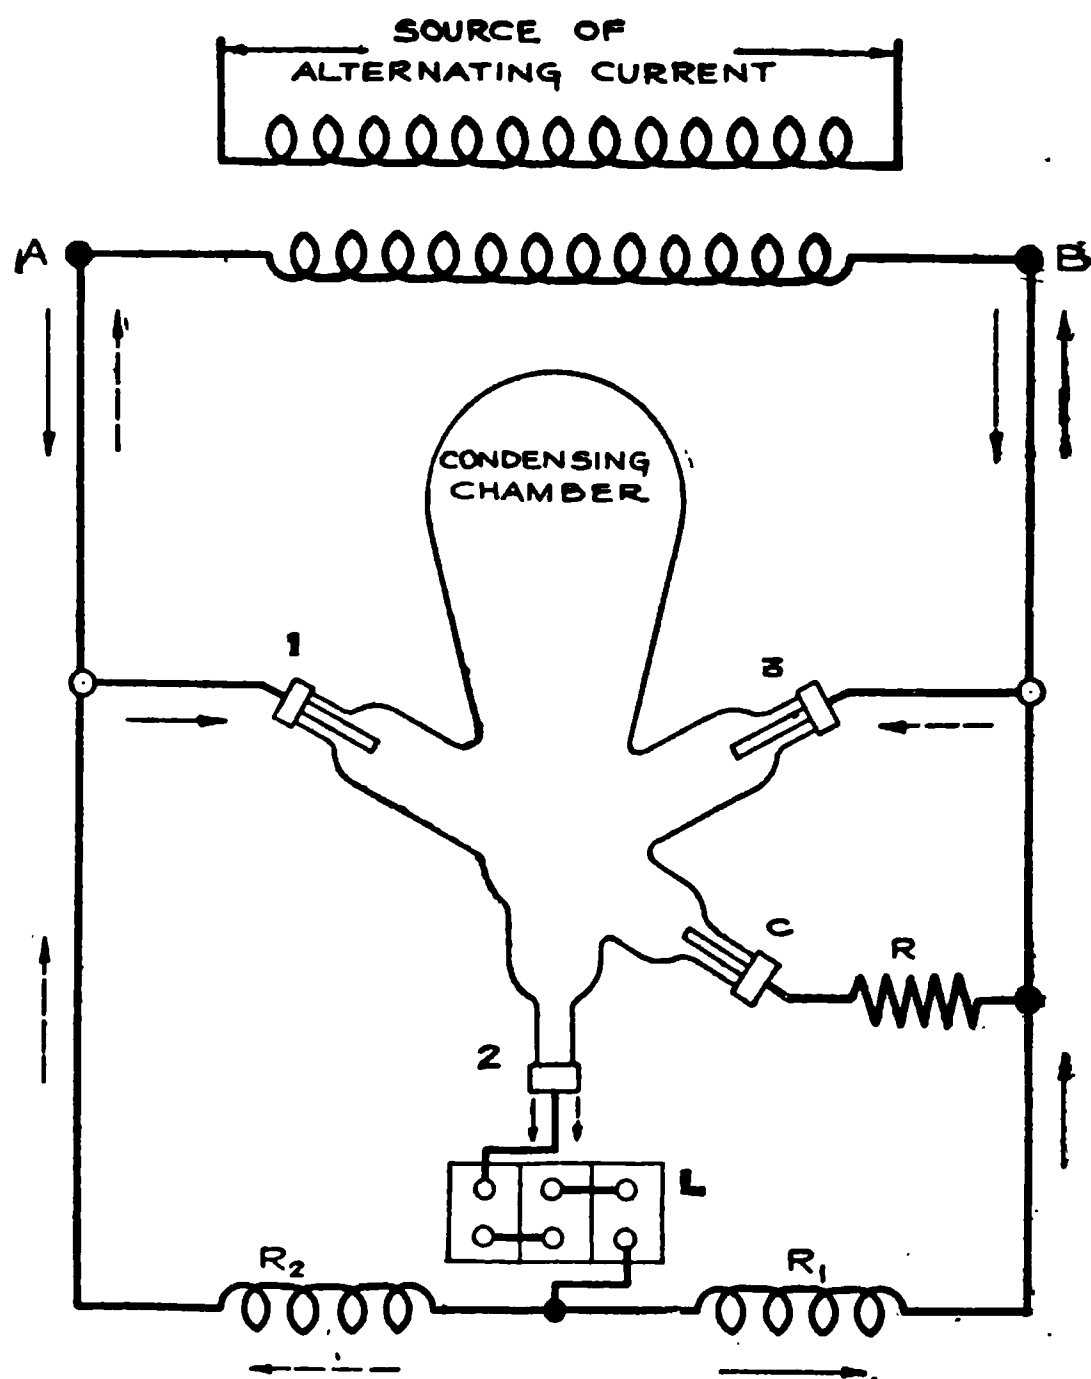 SOURCE OF
ALTERNATING CURRENT
A
B
CONDENSING
CHAMBER
1
3
C
R
2
L
R2
R1